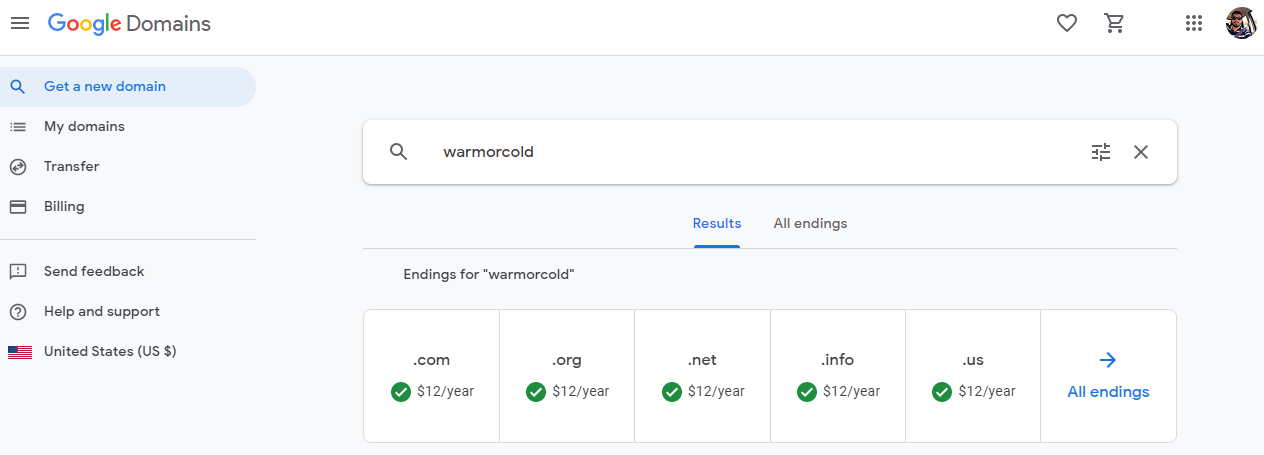 Google Domains
Get a new domain
My domains
Transfer
Billing
Send feedback
Help and support
United States (US $)
warmorcold
Results All endings
Endings for "warmorcold"
.com .org .net .info .us
$12/year $12/year $12/year $12/year $12/year All endings